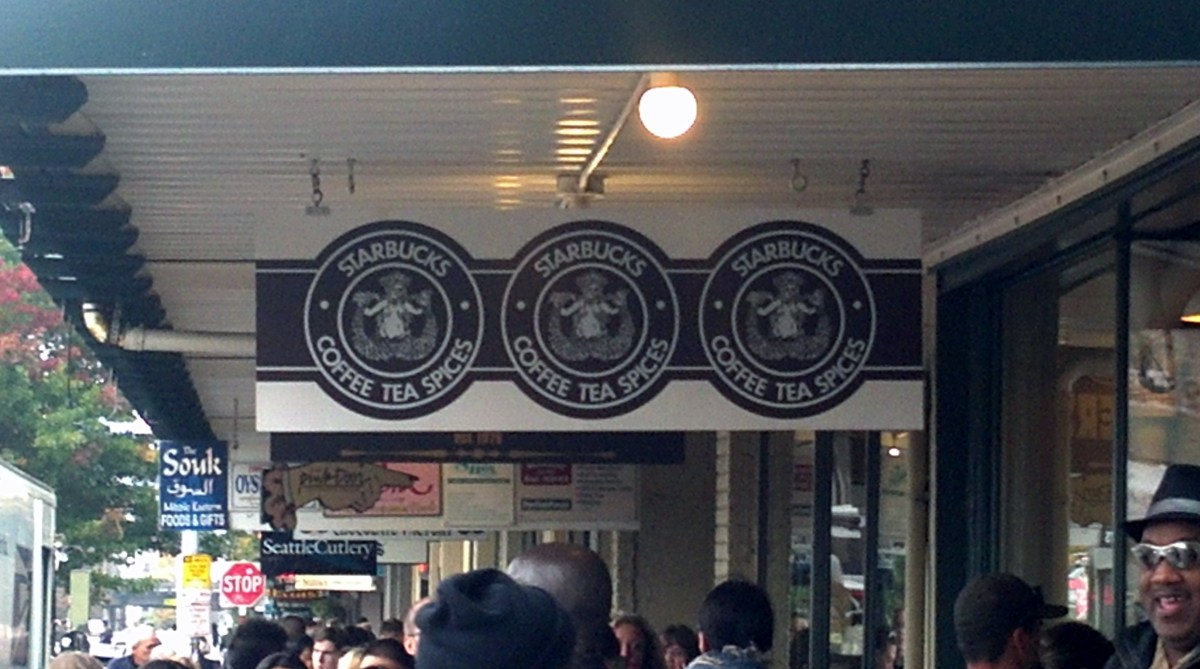 STARBUCKS
COFFEE TEA SPICES
STARBUCKS
COFFEE TEA SPICES
STARBUCKS
COFFEE TEA SPICES
The
Souk
السوق
Middle Eastern
FOODS & GIFTS
OYS
SeattleCutlery
STOP